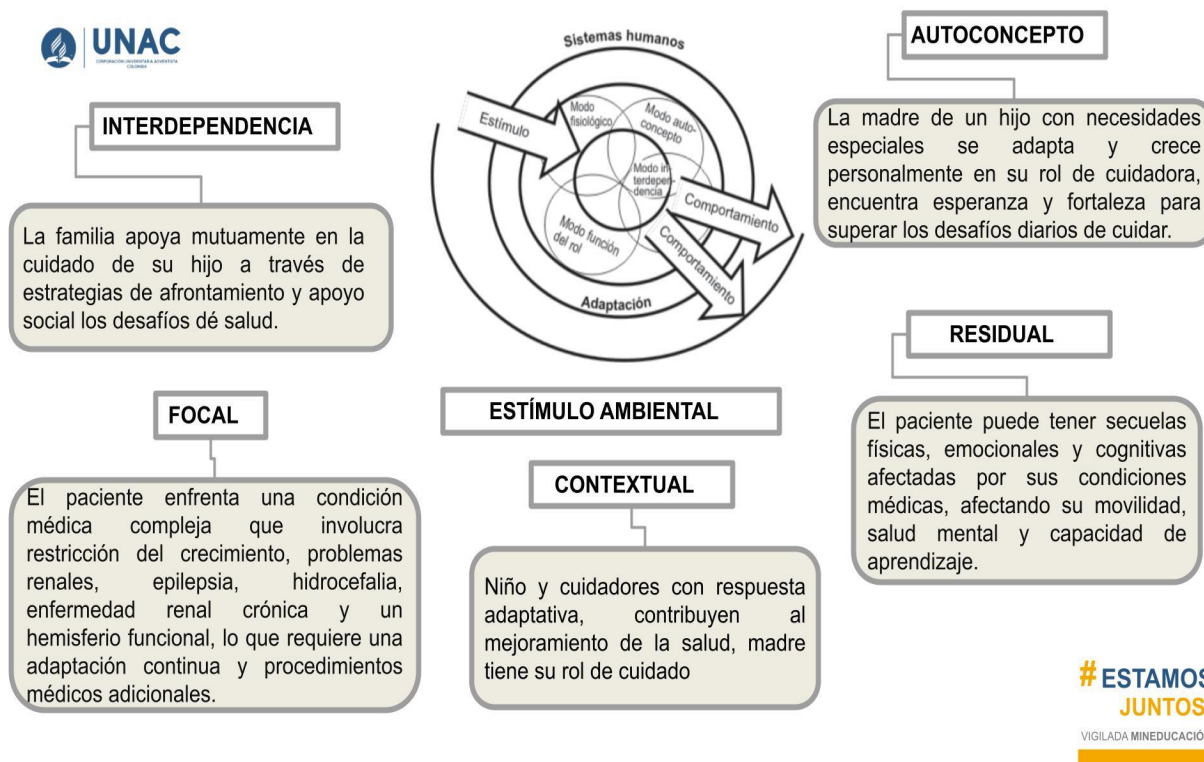 UNAC
CORPORACIÓN UNIVERSITARIA ADVENTISTA
COLOMBIA
INTERDEPENDENCIA
La familia apoya mutuamente en la
cuidado de su hijo a través de
estrategias de afrontamiento y apoyo
social los desafíos dé salud.
Sistemas humanos
Estímulo
Modo
fisiológico
Modo auto-
concepto
Modo in-
terdepen-
dencia
Modo función
del rol
Comportamiento
Comportamiento
Adaptación
AUTOCONCEPTO
La madre de un hijo con necesidades
especiales se adapta y crece
personalmente en su rol de cuidadora,
encuentra esperanza y fortaleza para
superar los desafíos diarios de cuidar.
FOCAL
El paciente enfrenta una condición
médica compleja que involucra
restricción del crecimiento, problemas
renales, epilepsia, hidrocefalia,
enfermedad renal crónica y un
hemisferio funcional, lo que requiere una
adaptación continua y procedimientos
médicos adicionales.
ESTÍMULO AMBIENTAL
CONTEXTUAL
Niño y cuidadores con respuesta
adaptativa, contribuyen al
mejoramiento de la salud, madre
tiene su rol de cuidado
RESIDUAL
El paciente puede tener secuelas
físicas, emocionales y cognitivas
afectadas por sus condiciones
médicas, afectando su movilidad,
salud mental y capacidad de
aprendizaje.
# ESTAMOS
JUNTOS
VIGILADA MINEDUCACIÓ